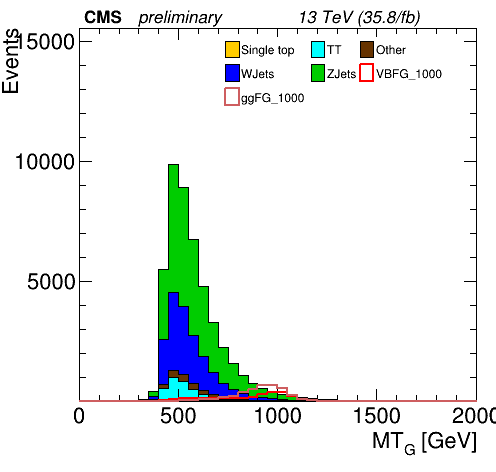 CMS preliminary 13 TeV (35.8/fb)
Events
15000
10000
5000
Single top TT Other
WJets ZJets VBFG_1000
ggFG_1000
0 500 1000 1500 2000
MT_G [GeV]